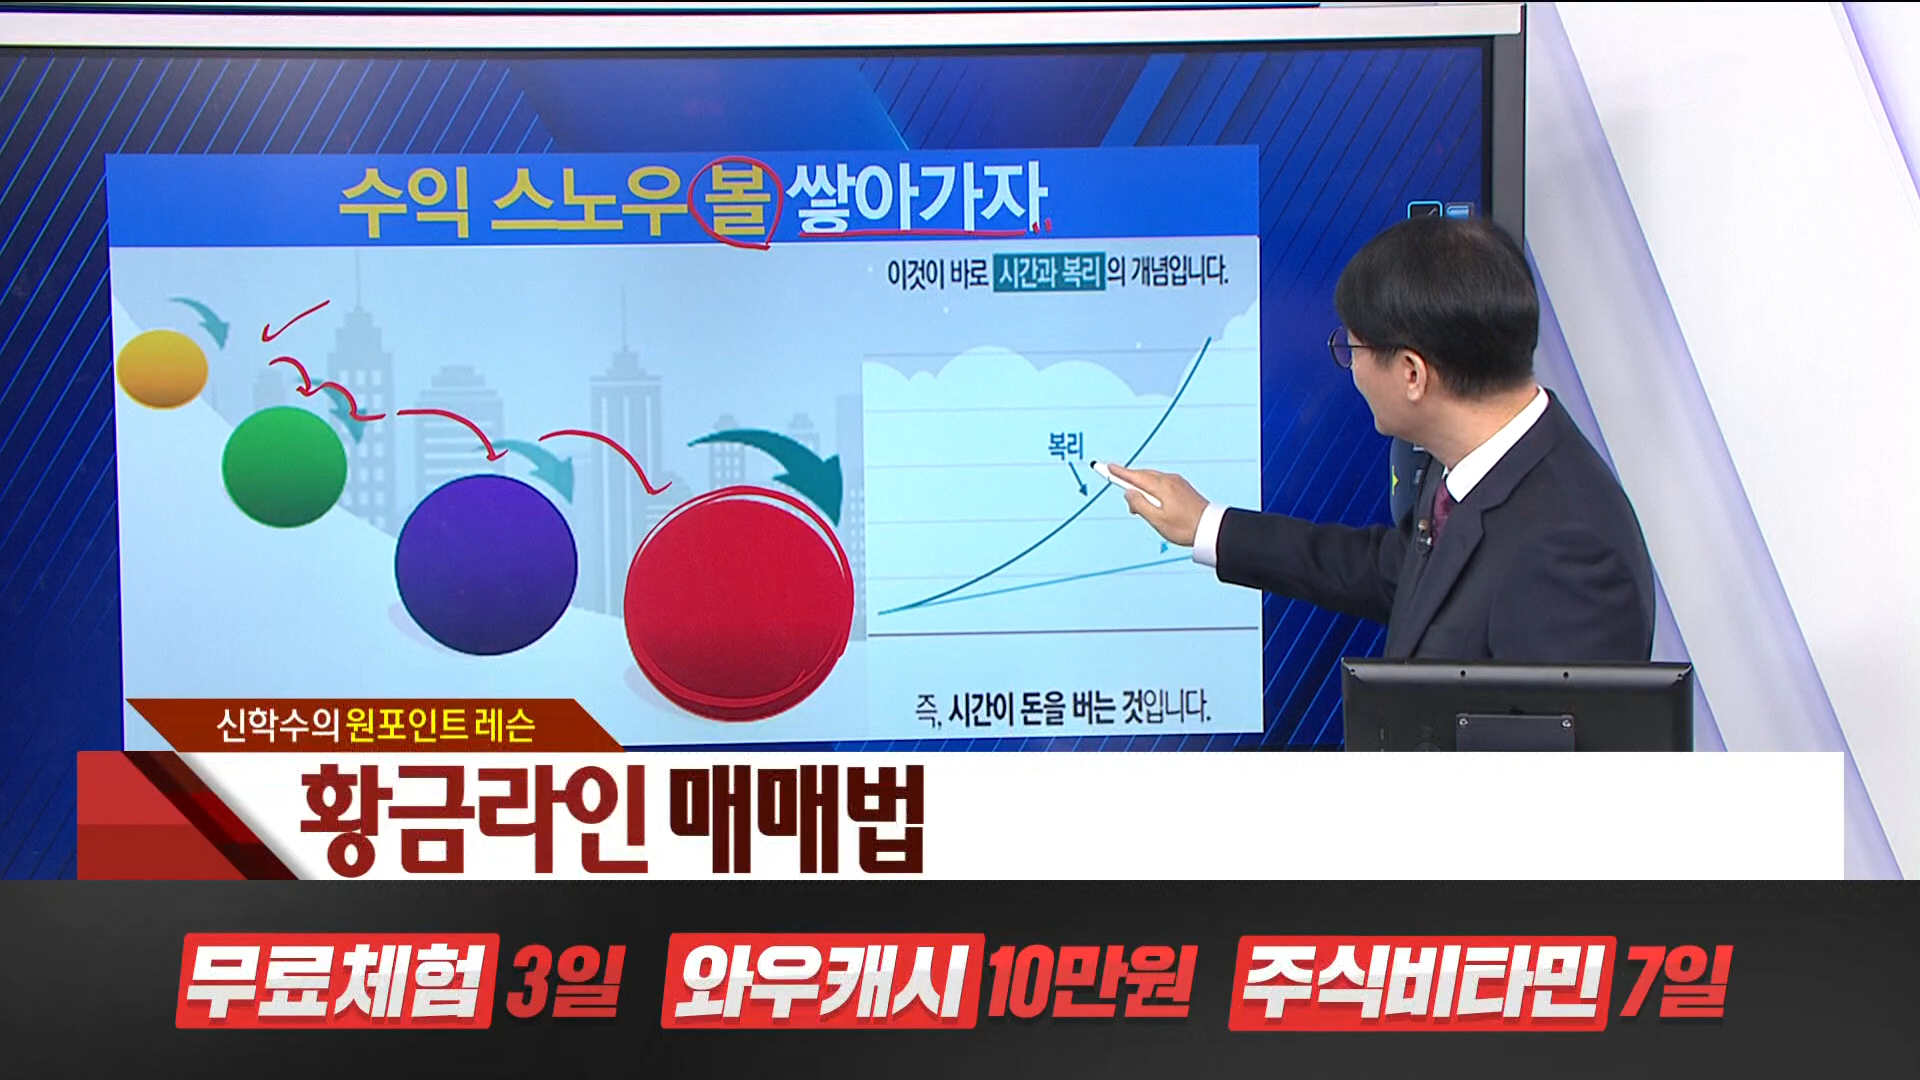 수익 스노우 볼 쌓아가자
이것이 바로 시간과 복리의 개념입니다.
복리
즉, 시간이 돈을 버는 것입니다.
신학수의 원포인트 레슨
황금라인 매매법
무료체험 3일 와우캐시 10만원 주식비타민 7일